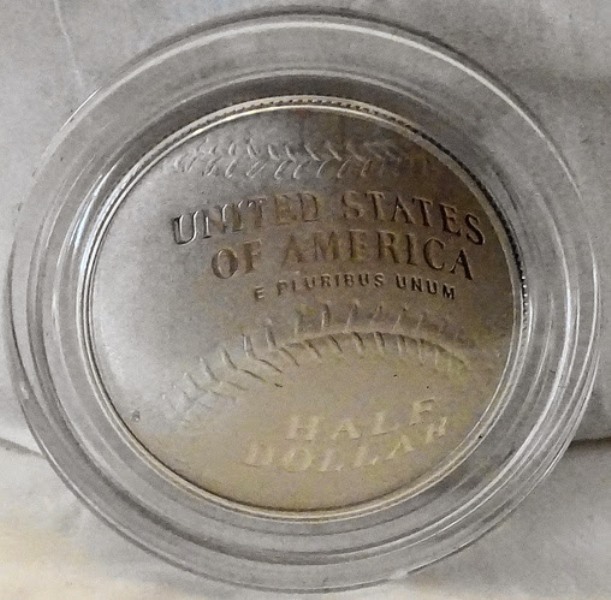 UNITED STATES
OF AMERICA
E PLURIBUS UNUM
HALF
DOLLAR